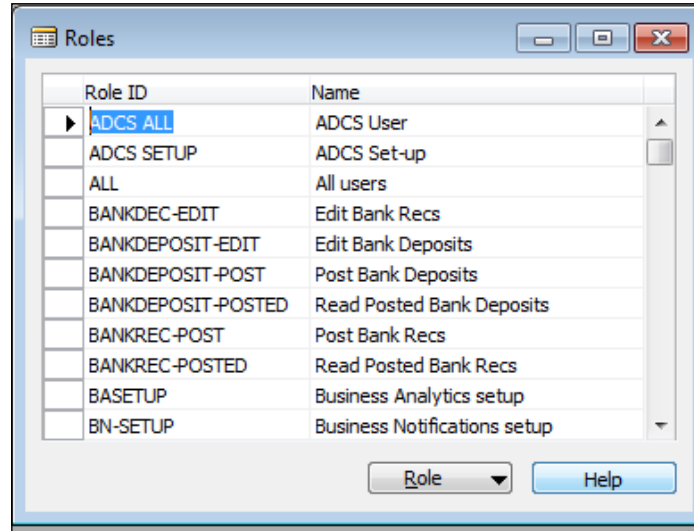 Roles
Role ID Name
ADCS ALL ADCS User
ADCS SETUP ADCS Set-up
ALL All users
BANKDEC-EDIT Edit Bank Recs
BANKDEPOSIT-EDIT Edit Bank Deposits
BANKDEPOSIT-POST Post Bank Deposits
BANKDEPOSIT-POSTED Read Posted Bank Deposits
BANKREC-POST Post Bank Recs
BANKREC-POSTED Read Posted Bank Recs
BASETUP Business Analytics setup
BN-SETUP Business Notifications setup
Role Help